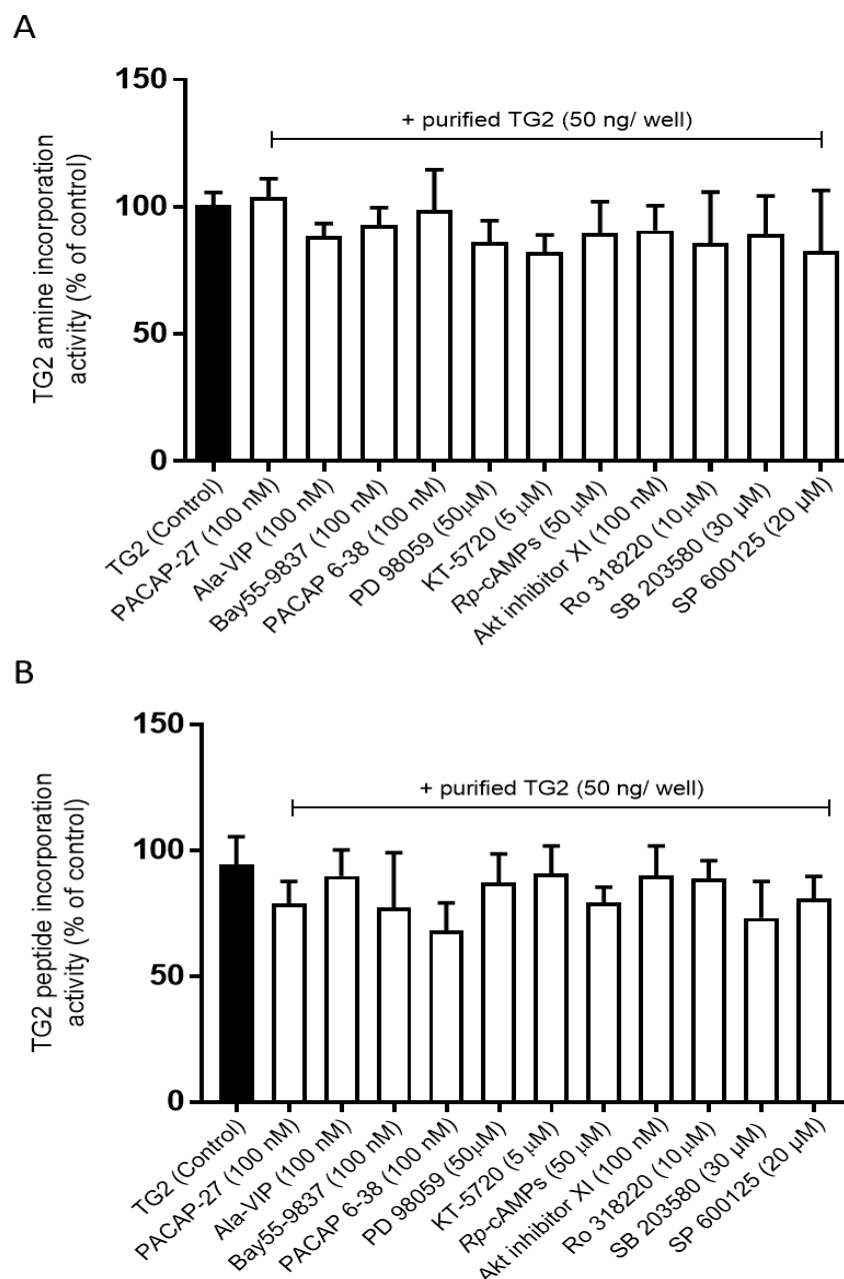 A
150
100
50
0
TG2 amine incorporation
activity (% of control)
+ purified TG2 (50 ng/ well)
TG2 (Control)
PACAP-27 (100 nM)
Ala-VIP (100 nM)
Bay55-9837 (100 nM)
PACAP 6-38 (100 nM)
PD 98059 (50µM)
KT-5720 (5 µM)
Rp-cAMPs (50 µM)
Akt inhibitor XI (100 nM)
Ro 318220 (10 µM)
SB 203580 (30 µM)
SP 600125 (20 µM)
B
150
100
50
0
TG2 peptide incorporation
activity (% of control)
+ purified TG2 (50 ng/ well)
TG2 (Control)
PACAP-27 (100 nM)
Ala-VIP (100 nM)
Bay55-9837 (100 nM)
PACAP 6-38 (100 nM)
PD 98059 (50µM)
KT-5720 (5 µM)
Rp-cAMPs (50 µM)
Akt inhibitor XI (100 nM)
Ro 318220 (10 µM)
SB 203580 (30 µM)
SP 600125 (20 µM)